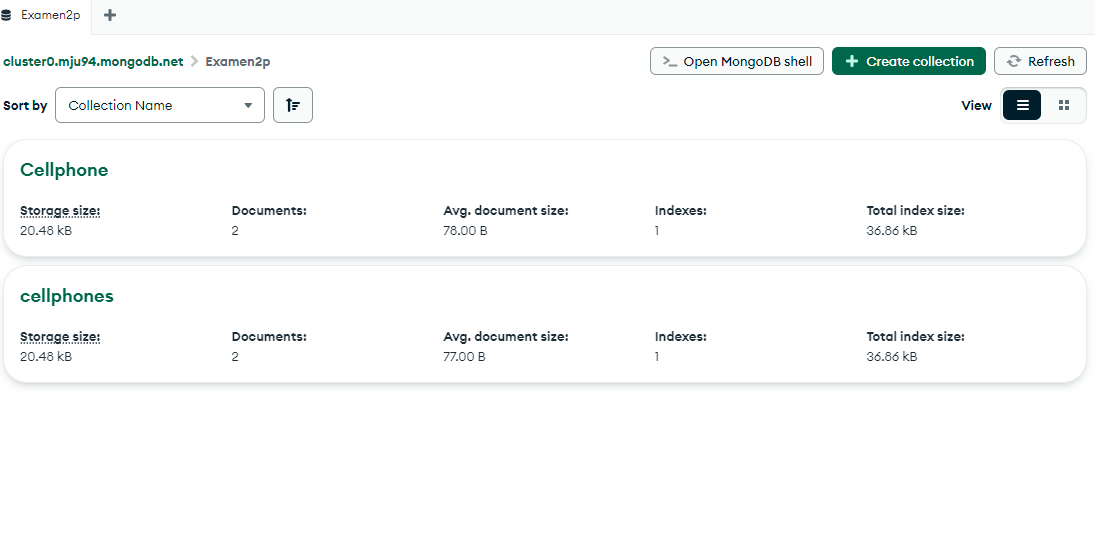 Examen2p
cluster0.mju94.mongodb.net > Examen2p
>_ Open MongoDB shell
+ Create collection
Refresh
Sort by
Collection Name
View
Cellphone
Storage size: Documents: Avg. document size: Indexes: Total index size:
20.48 kB 2 78.00 B 1 36.86 kB
cellphones
Storage size: Documents: Avg. document size: Indexes: Total index size:
20.48 kB 2 77.00 B 1 36.86 kB